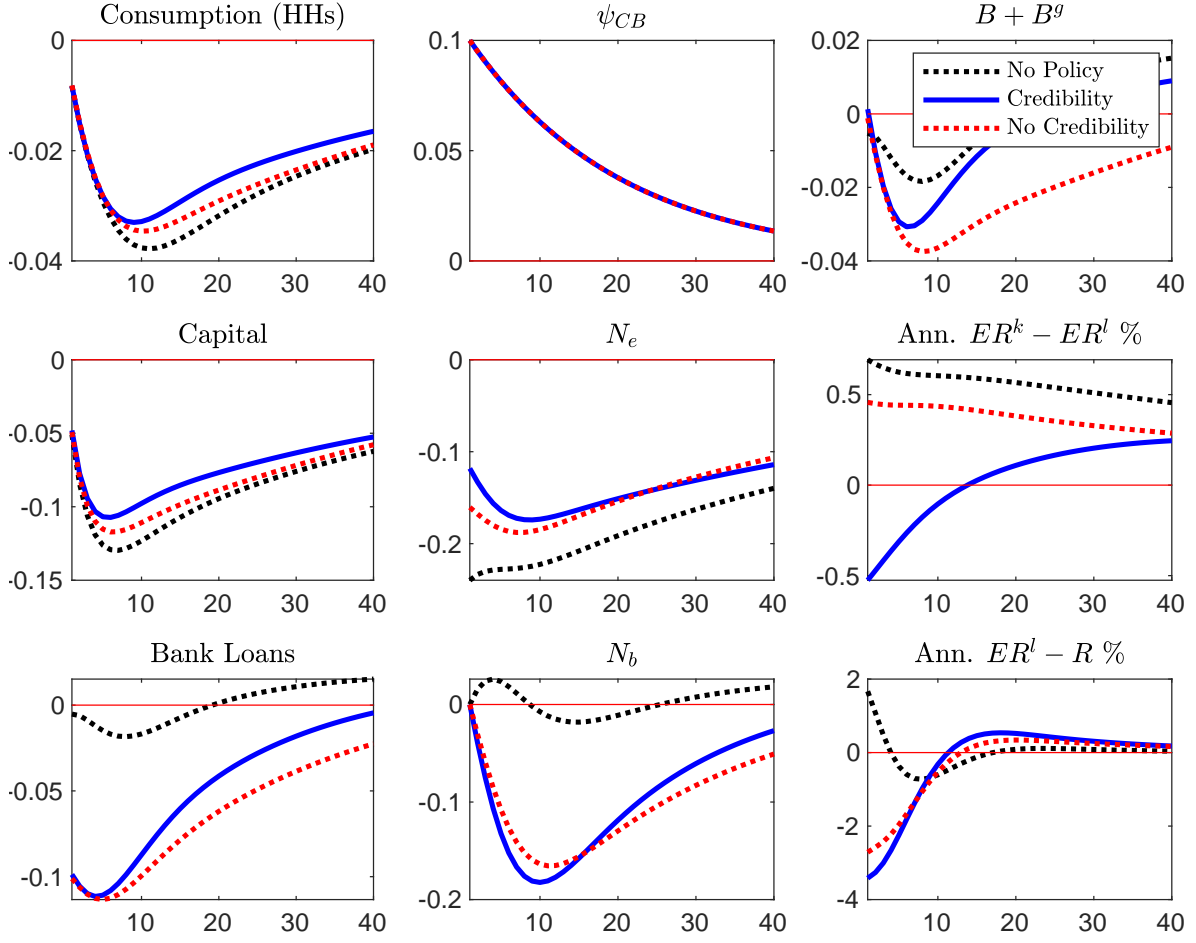 Consumption (HHs)
0
-0.02
-0.04
10 20 30 40
ψ_CB
0.1
0.05
0
10 20 30 40
B + B^g
0.02
0
-0.02
-0.04
10 20 30 40
No Policy
Credibility
No Credibility
Capital
0
-0.05
-0.1
-0.15
10 20 30 40
N_e
0
-0.1
-0.2
10 20 30 40
Ann. ER^k − ER^l %
0.5
0
-0.5
10 20 30 40
Bank Loans
0
-0.05
-0.1
10 20 30 40
N_b
0
-0.1
-0.2
10 20 30 40
Ann. ER^l − R %
2
0
-2
-4
10 20 30 40